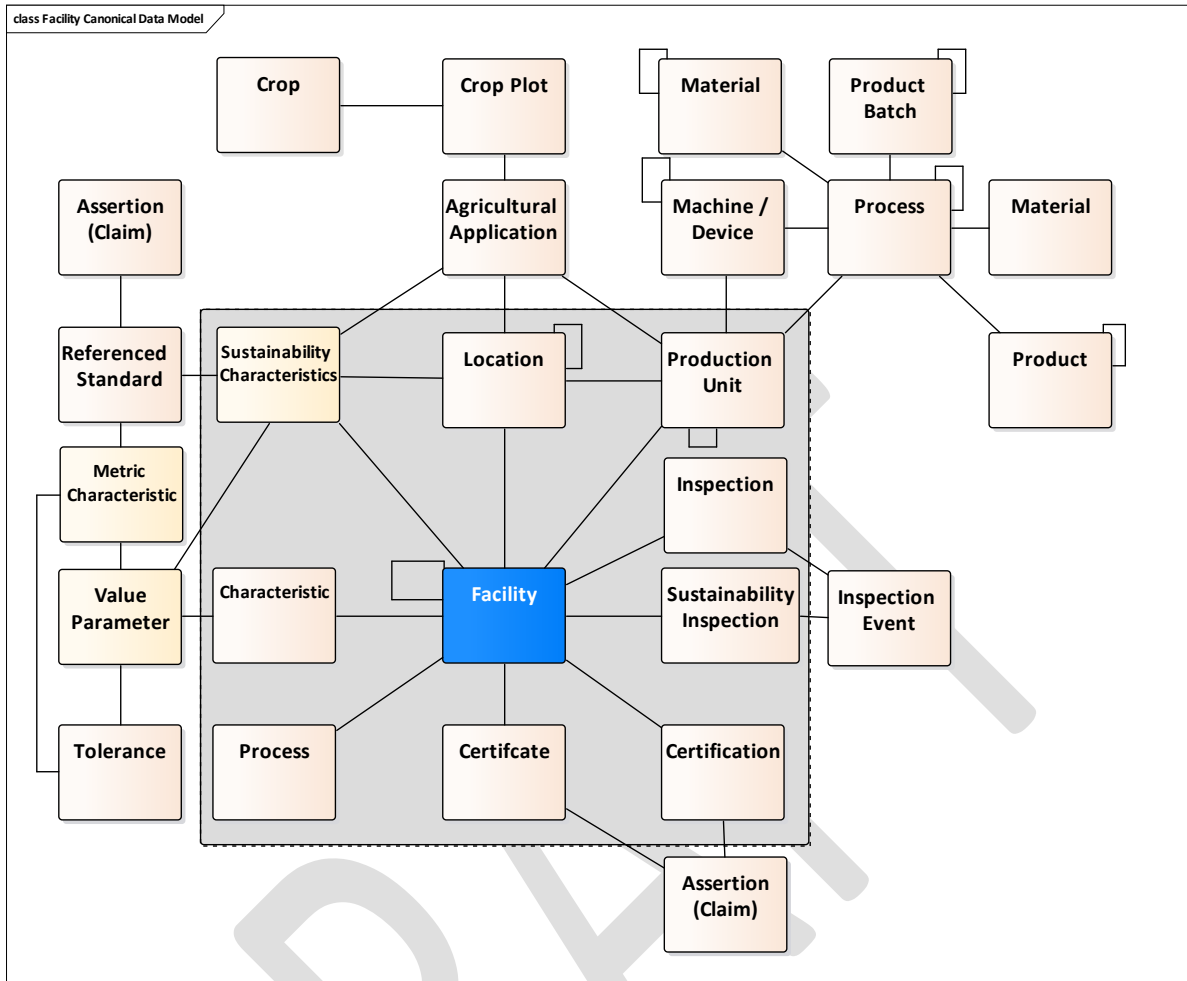 class Facility Canonical Data Model
Crop
Crop Plot
Material
Product
Batch
Assertion
(Claim)
Agricultural
Application
Machine /
Device
Process
Material
Referenced
Standard
Sustainability
Characteristics
Location
Production
Unit
Product
Metric
Characteristic
Inspection
Value
Parameter
Characteristic
Facility
Sustainability
Inspection
Inspection
Event
Tolerance
Process
Certifcate
Certification
Assertion
(Claim)